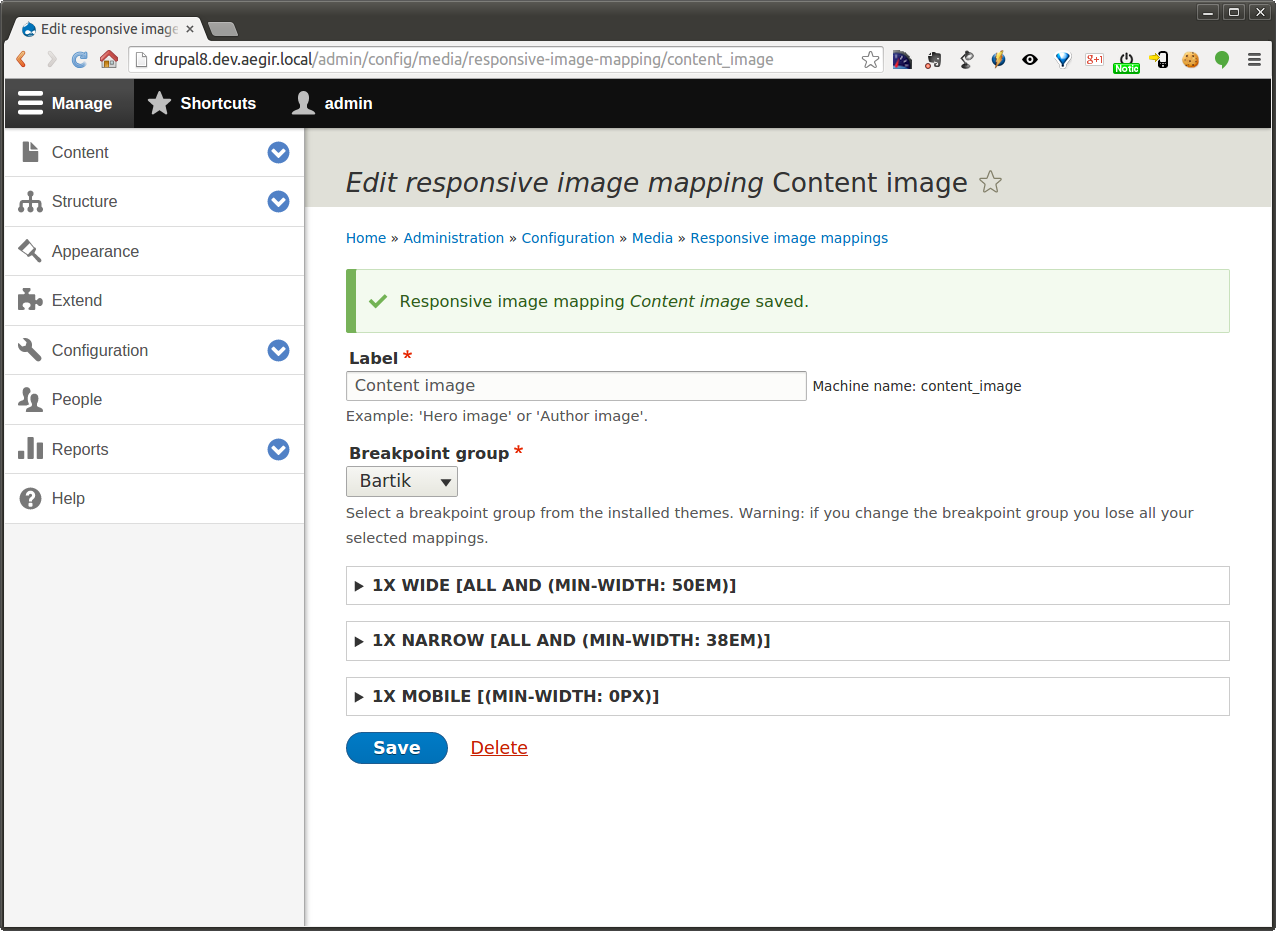 Edit responsive image
drupal8.dev.aegir.local/admin/config/media/responsive-image-mapping/content_image
g+1
Notic
Manage
Shortcuts
admin
Content
Structure
Appearance
Extend
Configuration
People
Reports
Help
Edit responsive image mapping Content image
Home » Administration » Configuration » Media » Responsive image mappings
Responsive image mapping Content image saved.
Label *
Content image
Machine name: content_image
Example: 'Hero image' or 'Author image'.
Breakpoint group *
Bartik
Select a breakpoint group from the installed themes. Warning: if you change the breakpoint group you lose all your
selected mappings.
1X WIDE [ALL AND (MIN-WIDTH: 50EM)]
1X NARROW [ALL AND (MIN-WIDTH: 38EM)]
1X MOBILE [(MIN-WIDTH: 0PX)]
Save
Delete